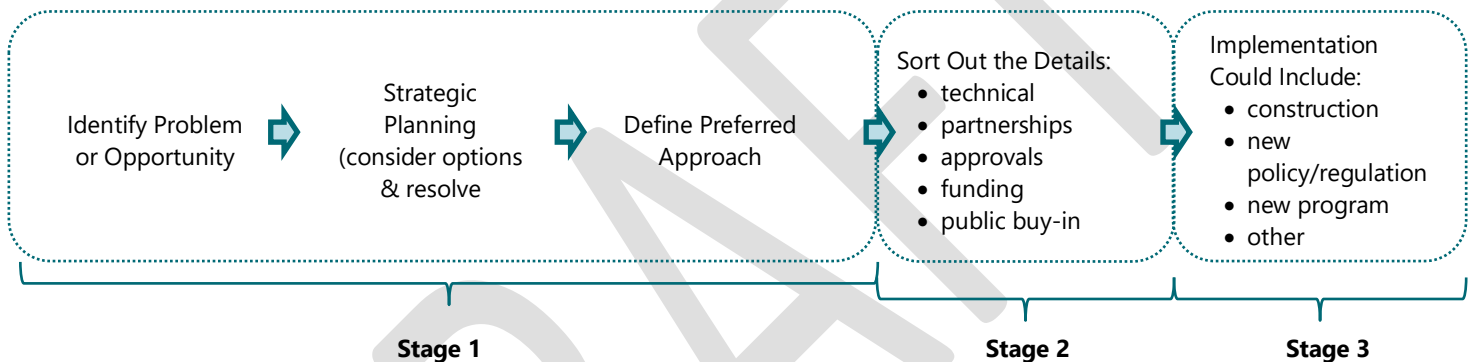 Identify Problem
or Opportunity
Strategic
Planning
(consider options
& resolve
Define Preferred
Approach
Sort Out the Details:
• technical
• partnerships
• approvals
• funding
• public buy-in
Implementation
Could Include:
• construction
• new
policy/regulation
• new program
• other
Stage 1
Stage 2
Stage 3
DRAFT